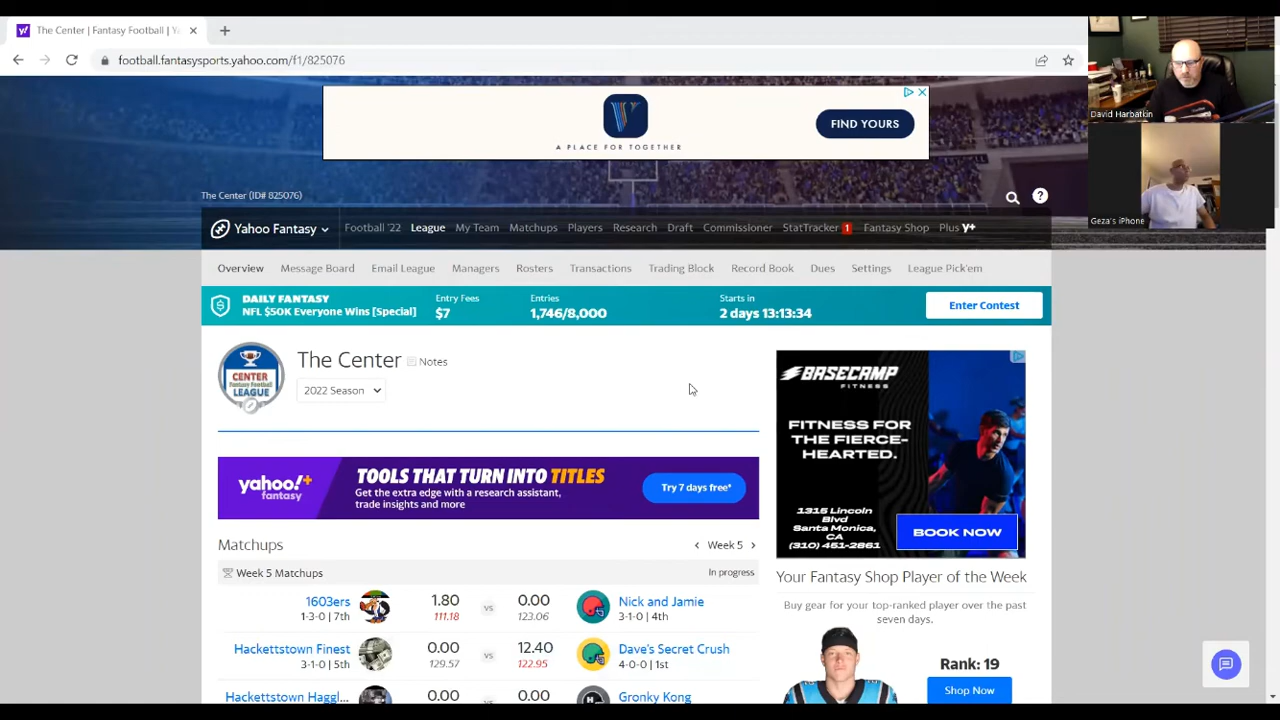 The Center | Fantasy Football | Y
football.fantasysports.yahoo.com/f1/825076
A PLACE FOR TOGETHER
FIND YOURS
David Harbatkin
Geza's iPhone
The Center (ID# 825076)
Yahoo Fantasy
Football '22 League My Team Matchups Players Research Draft Commissioner StatTracker 1 Fantasy Shop Plus y+
Overview Message Board Email League Managers Rosters Transactions Trading Block Record Book Dues Settings League Pick'em
DAILY FANTASY
NFL $50K Everyone Wins [Special]
Entry Fees
$7
Entries
1,746/8,000
Starts in
2 days 13:13:34
Enter Contest
CENTER
Fantasy Football
LEAGUE
The Center Notes
2022 Season
BASECAMP
FITNESS
FITNESS FOR
THE FIERCE-
HEARTED.
1315 Lincoln
Blvd
Santa Monica,
CA
(310) 451-2861
BOOK NOW
yahoo!+
fantasy
TOOLS THAT TURN INTO TITLES
Get the extra edge with a research assistant,
trade insights and more
Try 7 days free*
Matchups
Week 5
Week 5 Matchups
In progress
1603ers
1-3-0 | 7th
1.80
111.18
vs
0.00
123.06
Nick and Jamie
3-1-0 | 4th
Hackettstown Finest
3-1-0 | 5th
0.00
129.57
vs
12.40
122.95
Dave's Secret Crush
4-0-0 | 1st
Hackettstown Haggl...
0.00
0.00
Gronky Kong
Your Fantasy Shop Player of the Week
Buy gear for your top-ranked player over the past
seven days.
Rank: 19
Shop Now